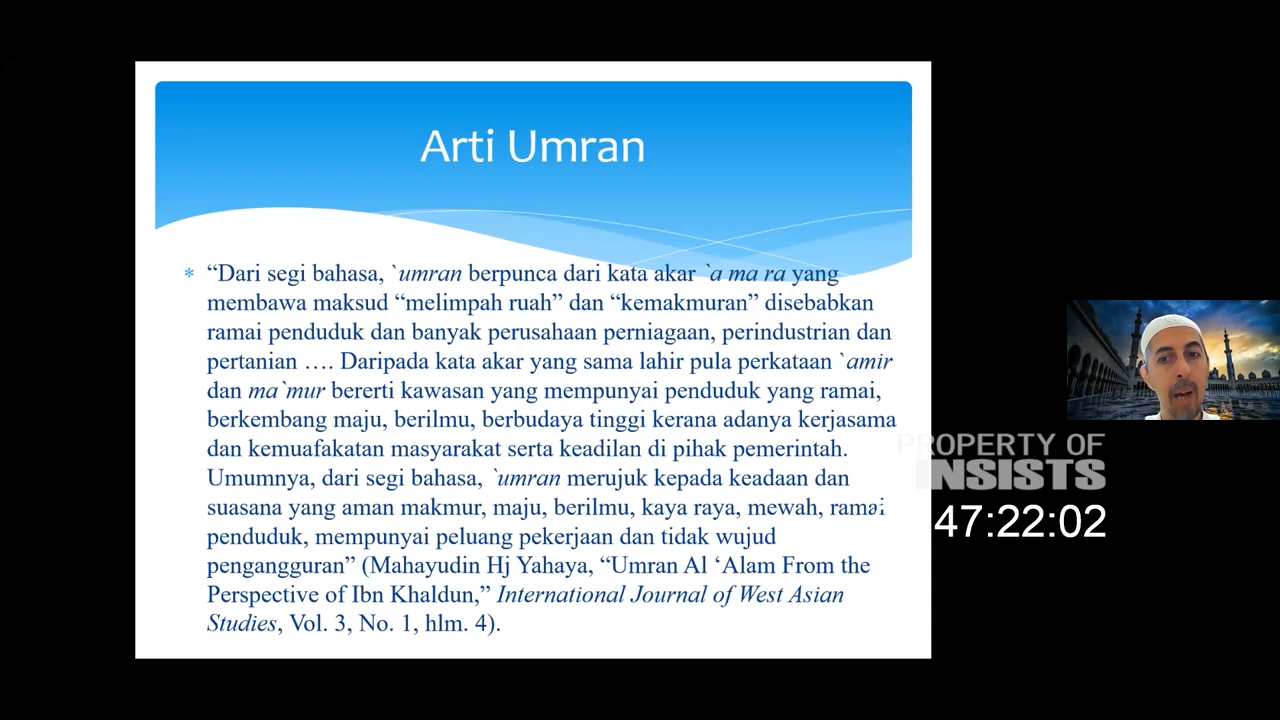 Arti Umran
* “Dari segi bahasa, `umran berpunca dari kata akar `a ma ra yang
membawa maksud “melimpah ruah” dan “kemakmuran” disebabkan
ramai penduduk dan banyak perusahaan perniagaan, perindustrian dan
pertanian …. Daripada kata akar yang sama lahir pula perkataan `amir
dan ma`mur bererti kawasan yang mempunyai penduduk yang ramai,
berkembang maju, berilmu, berbudaya tinggi kerana adanya kerjasama
dan kemuafakatan masyarakat serta keadilan di pihak pemerintah.
Umumnya, dari segi bahasa, `umran merujuk kepada keadaan dan
suasana yang aman makmur, maju, berilmu, kaya raya, mewah, ramai
penduduk, mempunyai peluang pekerjaan dan tidak wujud
pengangguran” (Mahayudin Hj Yahaya, “Umran Al ‘Alam From the
Perspective of Ibn Khaldun,” International Journal of West Asian
Studies, Vol. 3, No. 1, hlm. 4).
PROPERTY OF
INSISTS
47:22:02